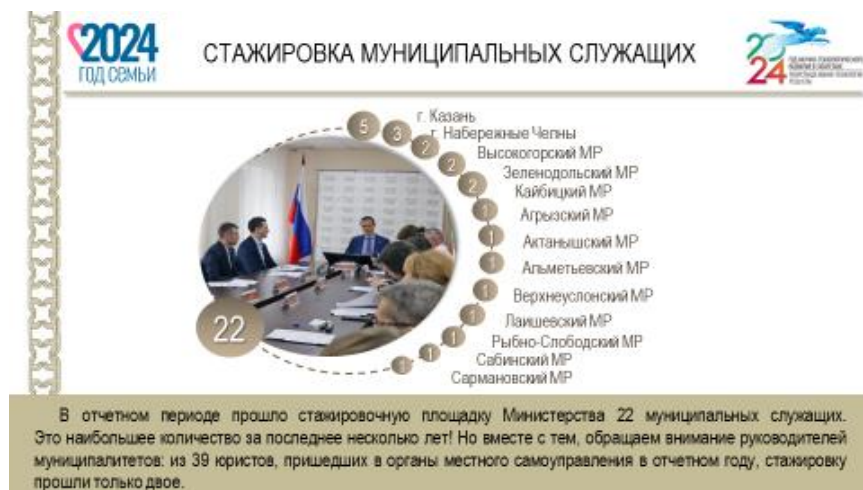 2024
ГОД СЕМЬИ
СТАЖИРОВКА МУНИЦИПАЛЬНЫХ СЛУЖАЩИХ
2024
5 г. Казань
3 г. Набережные Челны
2 Высокогорский МР
2 Зеленодольский МР
2 Кайбицкий МР
1 Агрызский МР
1 Актанышский МР
1 Альметьевский МР
1 Верхнеуслонский МР
1 Лаишевский МР
1 Рыбно-Слободский МР
1 Сабинский МР
1 Сармановский МР
22
В отчетном периоде прошло стажировочную площадку Министерства 22 муниципальных служащих.
Это наибольшее количество за последнее несколько лет! Но вместе с тем, обращаем внимание руководителей
муниципалитетов: из 39 юристов, пришедших в органы местного самоуправления в отчетном году, стажировку
прошли только двое.